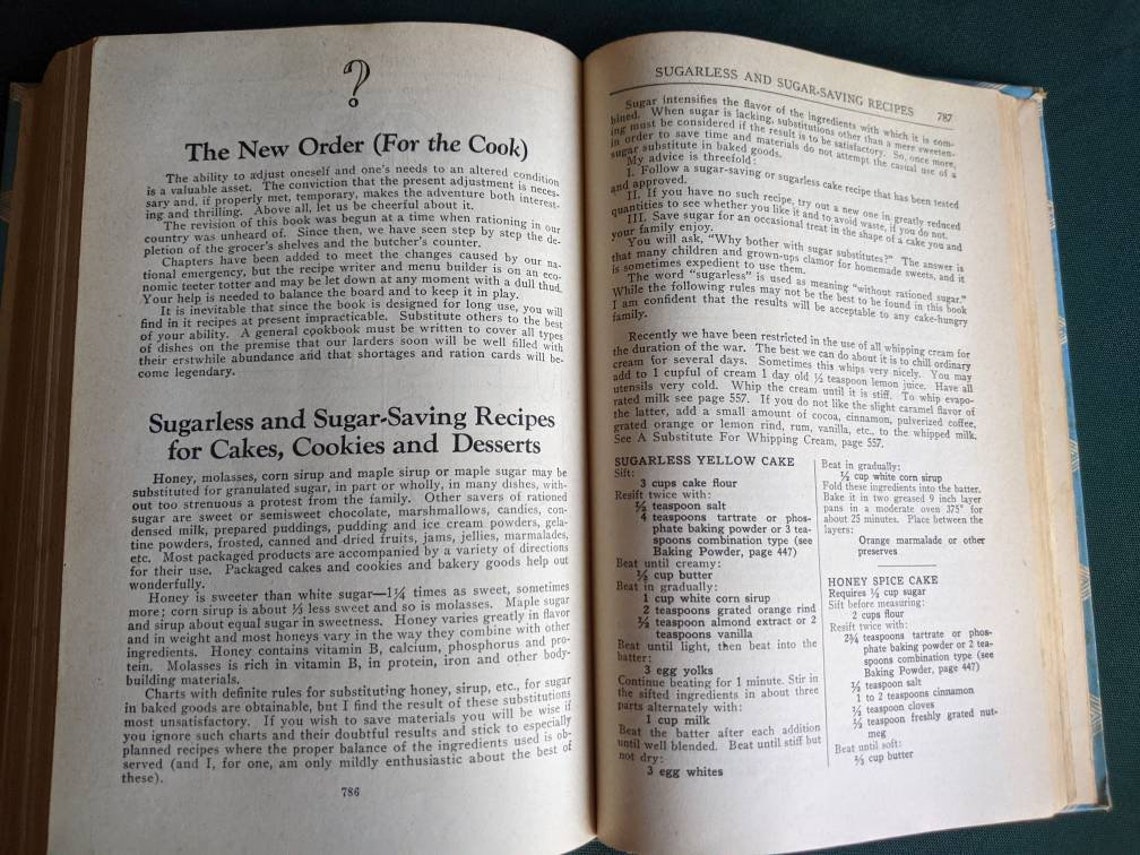 ?
The New Order (For the Cook)
The ability to adjust oneself and one's needs to an altered condition
is a valuable asset. The conviction that the present adjustment is neces-
sary and, if properly met, temporary, makes the adventure both interest-
ing and thrilling. Above all, let us be cheerful about it.
The revision of this book was begun at a time when rationing in our
country was unheard of. Since then, we have seen step by step the de-
pletion of the grocer's shelves and the butcher's counter.
Chapters have been added to meet the changes caused by our na-
tional emergency, but the recipe writer and menu builder is on an eco-
nomic teeter totter and may be let down at any moment with a dull thud.
Your help is needed to balance the board and to keep it in play.
It is inevitable that since the book is designed for long use, you will
find in it recipes at present impracticable. Substitute others to the best
of your ability. A general cookbook must be written to cover all types
of dishes on the premise that our larders soon will be well filled with
their erstwhile abundance and that shortages and ration cards will be-
come legendary.
Sugarless and Sugar-Saving Recipes
for Cakes, Cookies and Desserts
Honey, molasses, corn sirup and maple sirup or maple sugar may be
substituted for granulated sugar, in part or wholly, in many dishes, with-
out too strenuous a protest from the family. Other savers of rationed
sugar are sweet or semisweet chocolate, marshmallows, candies, con-
densed milk, prepared puddings, pudding and ice cream powders, gela-
tine powders, frosted, canned and dried fruits, jams, jellies, marmalades,
etc. Most packaged products are accompanied by a variety of directions
for their use. Packaged cakes and cookies and bakery goods help out
wonderfully.
Honey is sweeter than white sugar—1¼ times as sweet, sometimes
more; corn sirup is about ⅓ less sweet and so is molasses. Maple sugar
and sirup about equal sugar in sweetness. Honey varies greatly in flavor
and in weight and most honeys vary in the way they combine with other
ingredients. Honey contains vitamin B, calcium, phosphorus and pro-
tein. Molasses is rich in vitamin B, in protein, iron and other body-
building materials.
Charts with definite rules for substituting honey, sirup, etc., for sugar
in baked goods are obtainable, but I find the result of these substitutions
most unsatisfactory. If you wish to save materials you will be wise if
you ignore such charts and their doubtful results and stick to especially
planned recipes where the proper balance of the ingredients used is ob-
served (and I, for one, am only mildly enthusiastic about the best of
these).
786
SUGARLESS AND SUGAR-SAVING RECIPES 787
Sugar intensifies the flavor of the ingredients with which it is com-
bined. When sugar is lacking, substitutions other than a mere sweeten-
ing must be considered if the result is to be satisfactory. So, once more,
in order to save time and materials do not attempt the casual use of a
sugar substitute in baked goods.
My advice is threefold:
I. Follow a sugar-saving or sugarless cake recipe that has been tested
and approved.
II. If you have no such recipe, try out a new one in greatly reduced
quantities to see whether you like it and to avoid waste, if you do not.
III. Save sugar for an occasional treat in the shape of a cake you and
your family enjoy.
You will ask, "Why bother with sugar substitutes?" The answer is
that many children and grown-ups clamor for homemade sweets, and it
is sometimes expedient to use them.
The word "sugarless" is used as meaning "without rationed sugar."
While the following rules may not be the best to be found in this book
I am confident that the results will be acceptable to any cake-hungry
family.
Recently we have been restricted in the use of all whipping cream for
the duration of the war. The best we can do about it is to chill ordinary
cream for several days. Sometimes this whips very nicely. You may
add to 1 cupful of cream 1 day old ½ teaspoon lemon juice. Have all
utensils very cold. Whip the cream until it is stiff. To whip evapo-
rated milk see page 557. If you do not like the slight caramel flavor of
the latter, add a small amount of cocoa, cinnamon, pulverized coffee,
grated orange or lemon rind, rum, vanilla, etc., to the whipped milk.
See A Substitute For Whipping Cream, page 557.
SUGARLESS YELLOW CAKE
Sift:
3 cups cake flour
Resift twice with:
teaspoon salt
4 teaspoons tartrate or phos-
phate baking powder or 3 tea-
spoons combination type (see
Baking Powder, page 447)
Beat until creamy:
½ cup butter
Beat in gradually:
1 cup white corn sirup
2 teaspoons grated orange rind
teaspoon almond extract or 2
teaspoons vanilla
Beat until light, then beat into the
batter:
3 egg yolks
Continue beating for 1 minute. Stir in
the sifted ingredients in about three
parts alternately with:
1 cup milk
Beat the batter after each addition
until well blended. Beat until stiff but
not dry:
3 egg whites
Beat in gradually:
½ cup white corn sirup
Fold these ingredients into the batter.
Bake it in two greased 9 inch layer
pans in a moderate oven 375° for
about 25 minutes. Place between the
layers:
Orange marmalade or other
preserves
HONEY SPICE CAKE
Requires cup sugar
Sift before measuring:
2 cups flour
Resift twice with:
teaspoons tartrate or phos-
phate baking powder or 2 tea-
spoons combination type (see
Baking Powder, page 447)
½ teaspoon salt
1 to 2 teaspoons cinnamon
½ teaspoon cloves
½ teaspoon freshly grated nut-
meg
Beat until soft:
cup butter